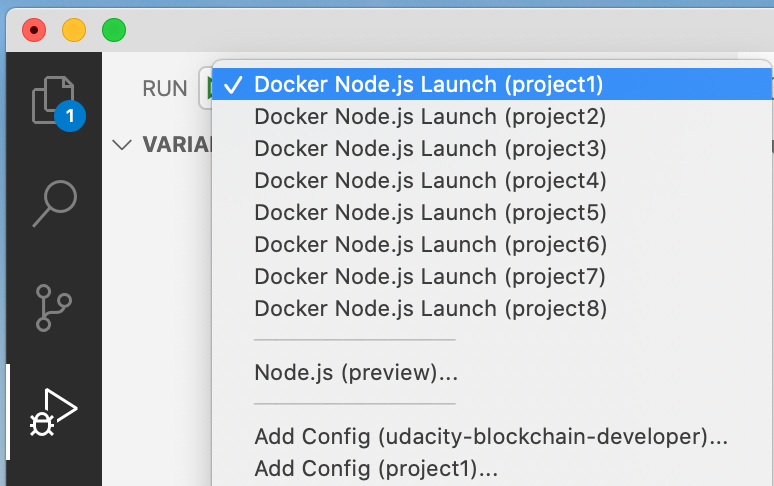 RUN
Docker Node.js Launch (project1)
1
Docker Node.js Launch (project2)
VARIA
Docker Node.js Launch (project3)
Docker Node.js Launch (project4)
Docker Node.js Launch (project5)
Docker Node.js Launch (project6)
Docker Node.js Launch (project7)
Docker Node.js Launch (project8)
Node.js (preview)...
Add Config (udacity-blockchain-developer)...
Add Config (project1)...